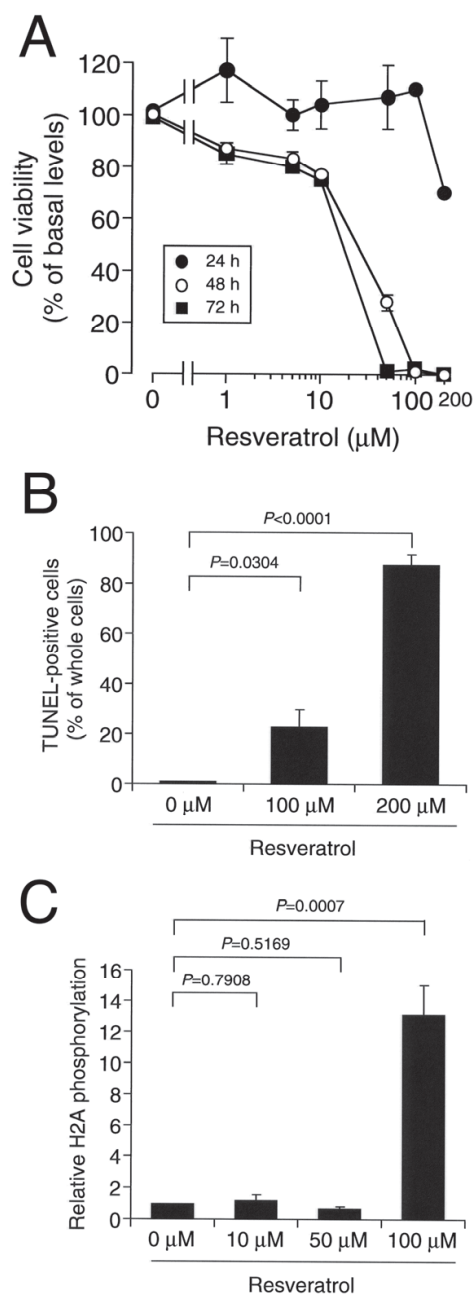 A
120
100
80
60
40
20
0
Cell viability
(% of basal levels)
24 h
48 h
72 h
0 1 10 100 200
Resveratrol (μM)
B
P<0.0001
P=0.0304
100
80
60
40
20
0
TUNEL-positive cells
(% of whole cells)
0 μM 100 μM 200 μM
Resveratrol
C
P=0.0007
P=0.5169
P=0.7908
16
14
12
10
8
6
4
2
0
Relative H2A phosphorylation
0 μM 10 μM 50 μM 100 μM
Resveratrol